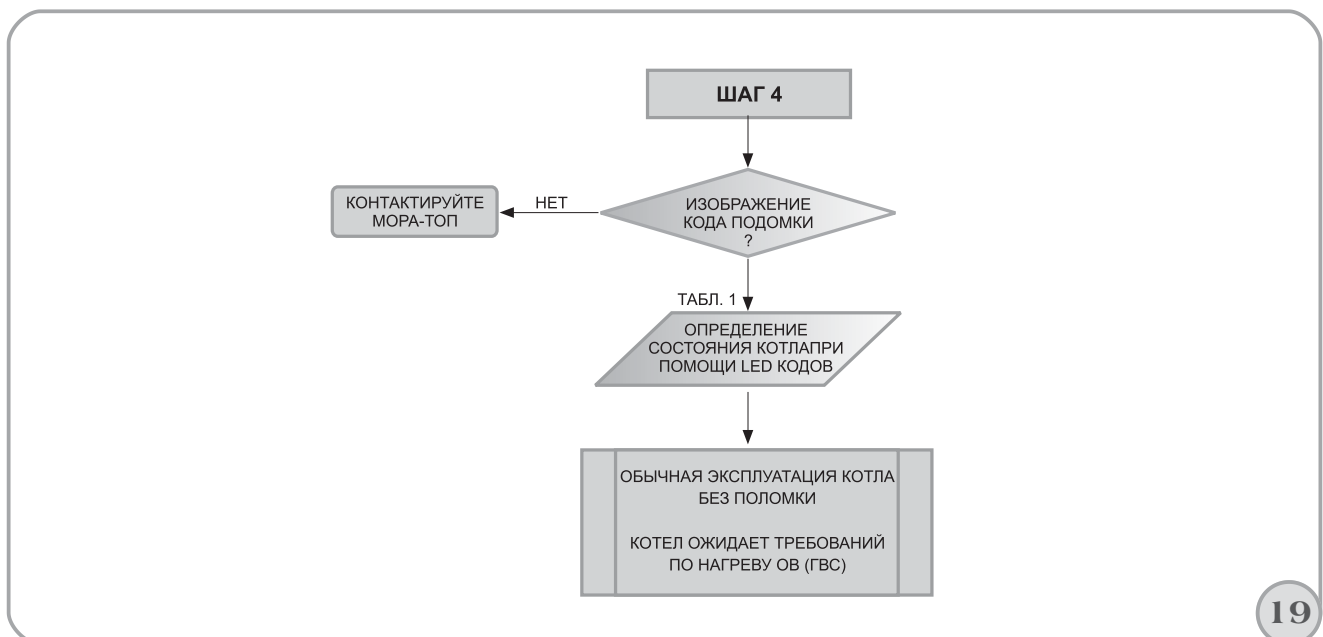 ШАГ 4
КОНТАКТИРУЙТЕ
МОРА-ТОП
НЕТ
ИЗОБРАЖЕНИЕ
КОДА ПОДОМКИ
?
ТАБЛ. 1
ОПРЕДЕЛЕНИЕ
СОСТОЯНИЯ КОТЛАПРИ
ПОМОЩИ LED КОДОВ
ОБЫЧНАЯ ЭКСПЛУАТАЦИЯ КОТЛА
БЕЗ ПОЛОМКИ
КОТЕЛ ОЖИДАЕТ ТРЕБОВАНИЙ
ПО НАГРЕВУ ОВ (ГВС)
19